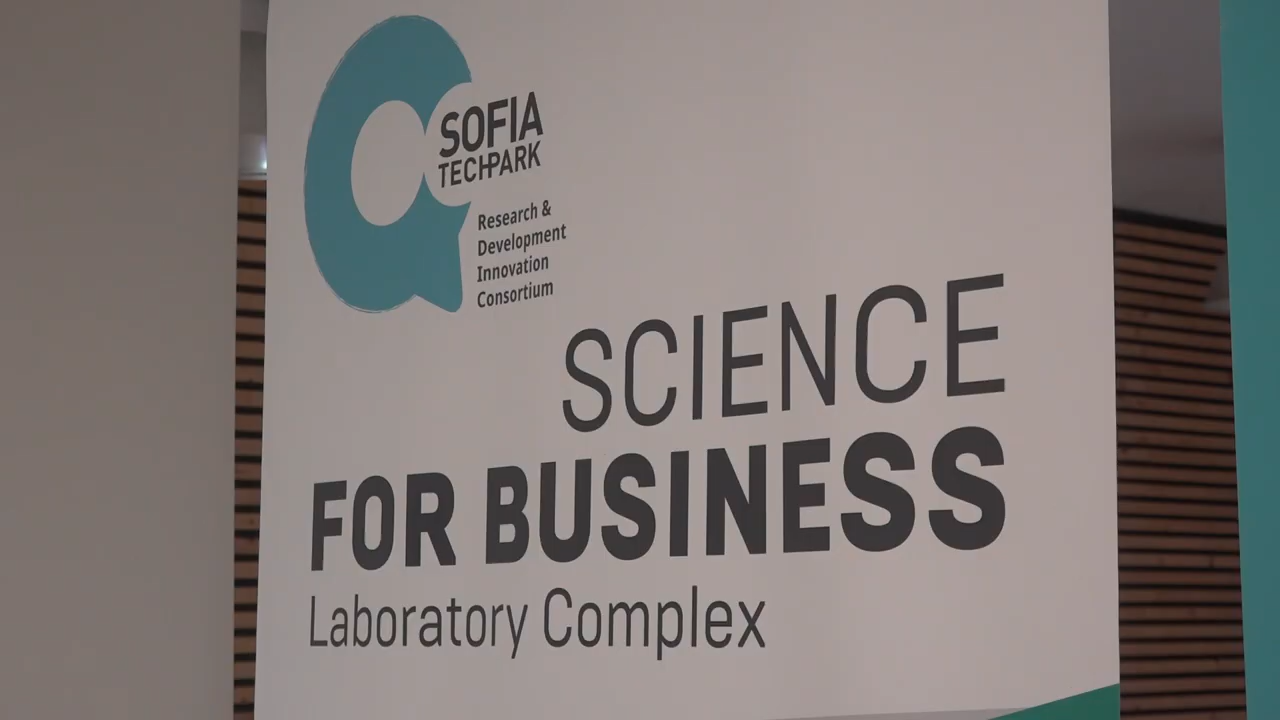 SOFIA
TECHPARK
Research &
Development
Innovation
Consortium
SCIENCE
FOR BUSINESS
Laboratory Complex